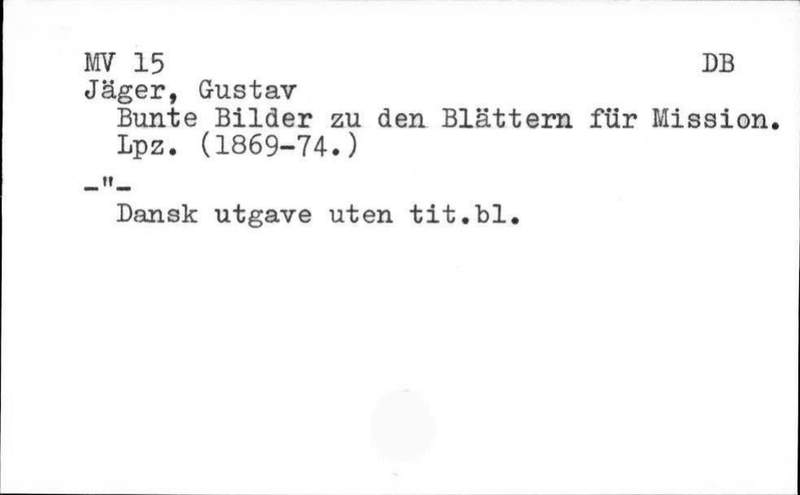 MV 15 DB
Jäger, Gustav
Bunte Bilder zu den Blättern für Mission.
Lpz. (1869-74.)
-"-
Dansk utgave uten tit.bl.